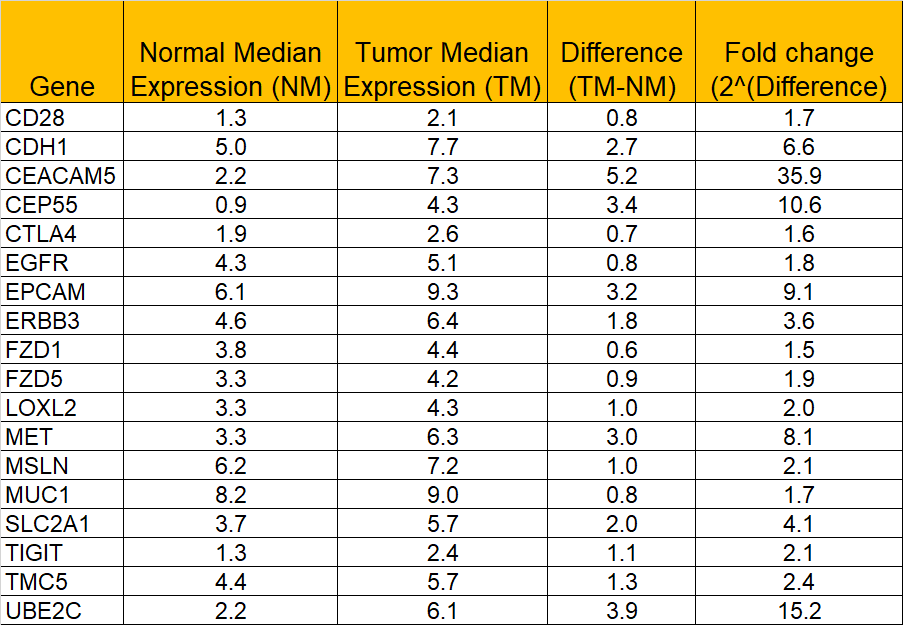 Gene Normal Median Expression (NM) Tumor Median Expression (TM) Difference (TM-NM) Fold change (2^(Difference)
CD28 1.3 2.1 0.8 1.7
CDH1 5.0 7.7 2.7 6.6
CEACAM5 2.2 7.3 5.2 35.9
CEP55 0.9 4.3 3.4 10.6
CTLA4 1.9 2.6 0.7 1.6
EGFR 4.3 5.1 0.8 1.8
EPCAM 6.1 9.3 3.2 9.1
ERBB3 4.6 6.4 1.8 3.6
FZD1 3.8 4.4 0.6 1.5
FZD5 3.3 4.2 0.9 1.9
LOXL2 3.3 4.3 1.0 2.0
MET 3.3 6.3 3.0 8.1
MSLN 6.2 7.2 1.0 2.1
MUC1 8.2 9.0 0.8 1.7
SLC2A1 3.7 5.7 2.0 4.1
TIGIT 1.3 2.4 1.1 2.1
TMC5 4.4 5.7 1.3 2.4
UBE2C 2.2 6.1 3.9 15.2